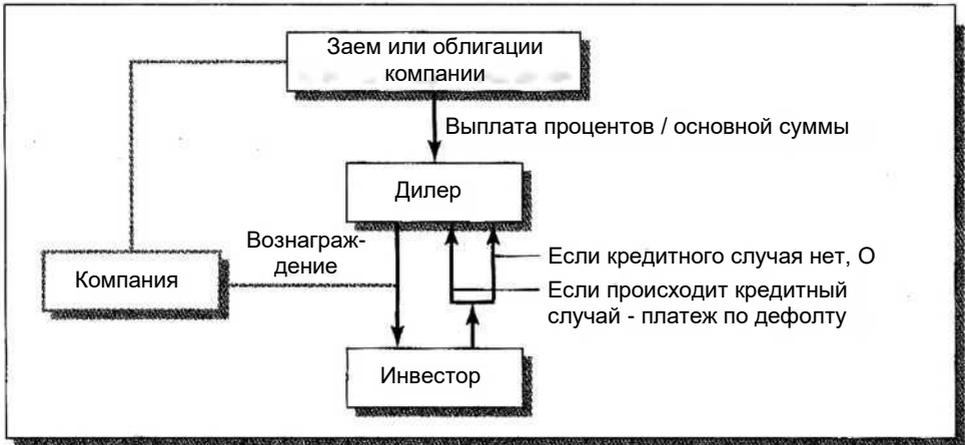 Заем или облигации
компании
Выплата процентов / основной суммы
Дилер
Вознаграж-
дение
Если кредитного случая нет, О
Компания
Если происходит кредитный
случай - платеж по дефолту
Инвестор